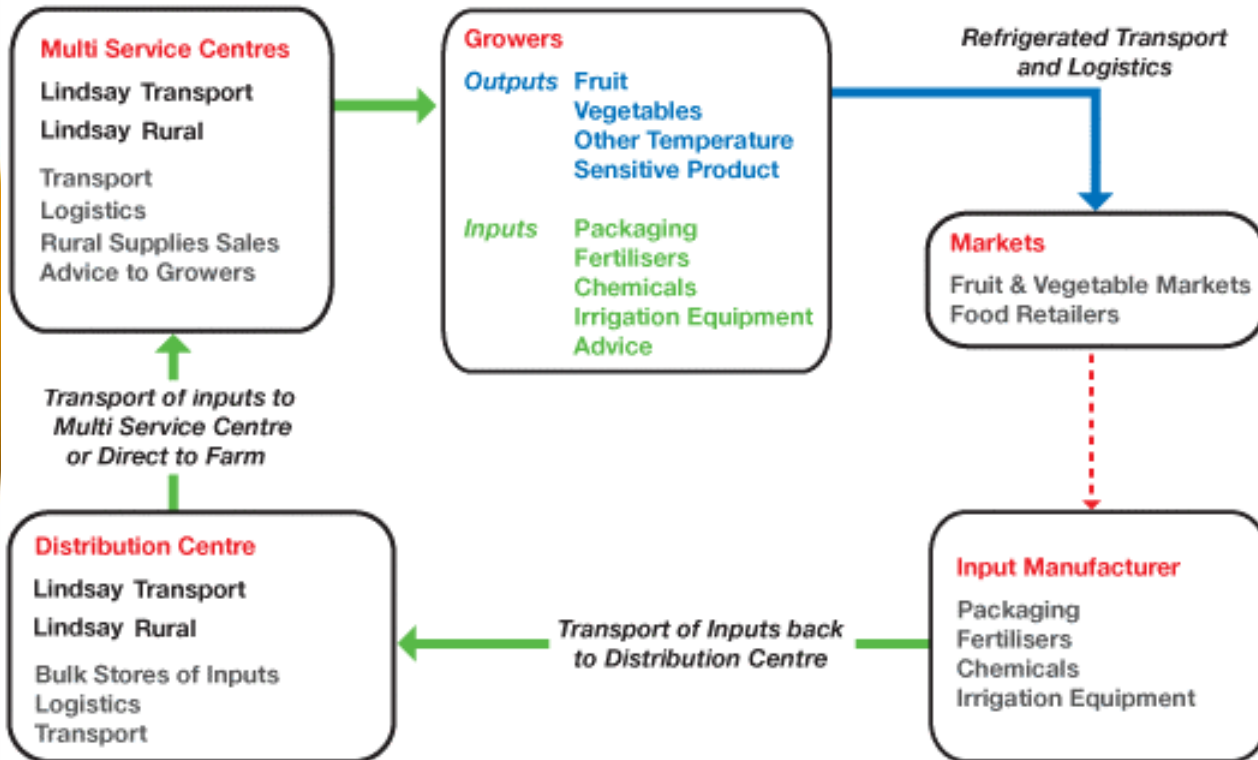 Multi Service Centres
Lindsay Transport
Lindsay Rural
Transport
Logistics
Rural Supplies Sales
Advice to Growers
Growers
Outputs Fruit
Vegetables
Other Temperature
Sensitive Product
Inputs Packaging
Fertilisers
Chemicals
Irrigation Equipment
Advice
Refrigerated Transport
and Logistics
Markets
Fruit & Vegetable Markets
Food Retailers
Transport of inputs to
Multi Service Centre
or Direct to Farm
Distribution Centre
Lindsay Transport
Lindsay Rural
Bulk Stores of Inputs
Logistics
Transport
Transport of Inputs back
to Distribution Centre
Input Manufacturer
Packaging
Fertilisers
Chemicals
Irrigation Equipment